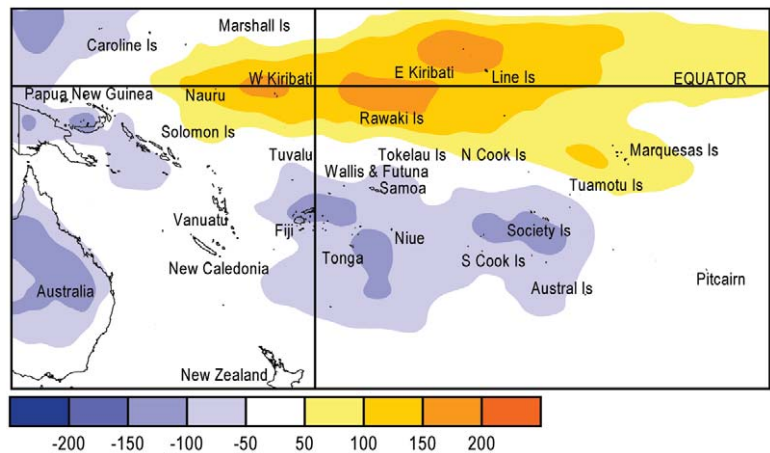 Marshall Is
Caroline Is
W Kiribati
E Kiribati
Line Is
EQUATOR
Papua New Guinea
Nauru
Rawaki Is
Solomon Is
Tuvalu
Tokelau Is
N Cook Is
Marquesas Is
Wallis & Futuna
Samoa
Tuamotu Is
Vanuatu
Fiji
Niue
Society Is
New Caledonia
Tonga
S Cook Is
Pitcairn
Australia
Austral Is
New Zealand
-200 -150 -100 -50 50 100 150 200